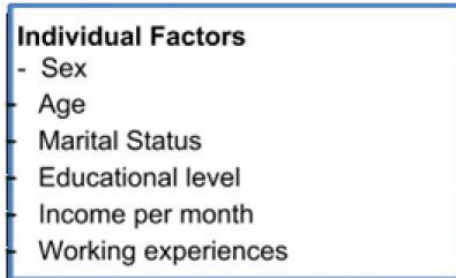 Individual Factors
- Sex
- Age
- Marital Status
- Educational level
- Income per month
- Working experiences